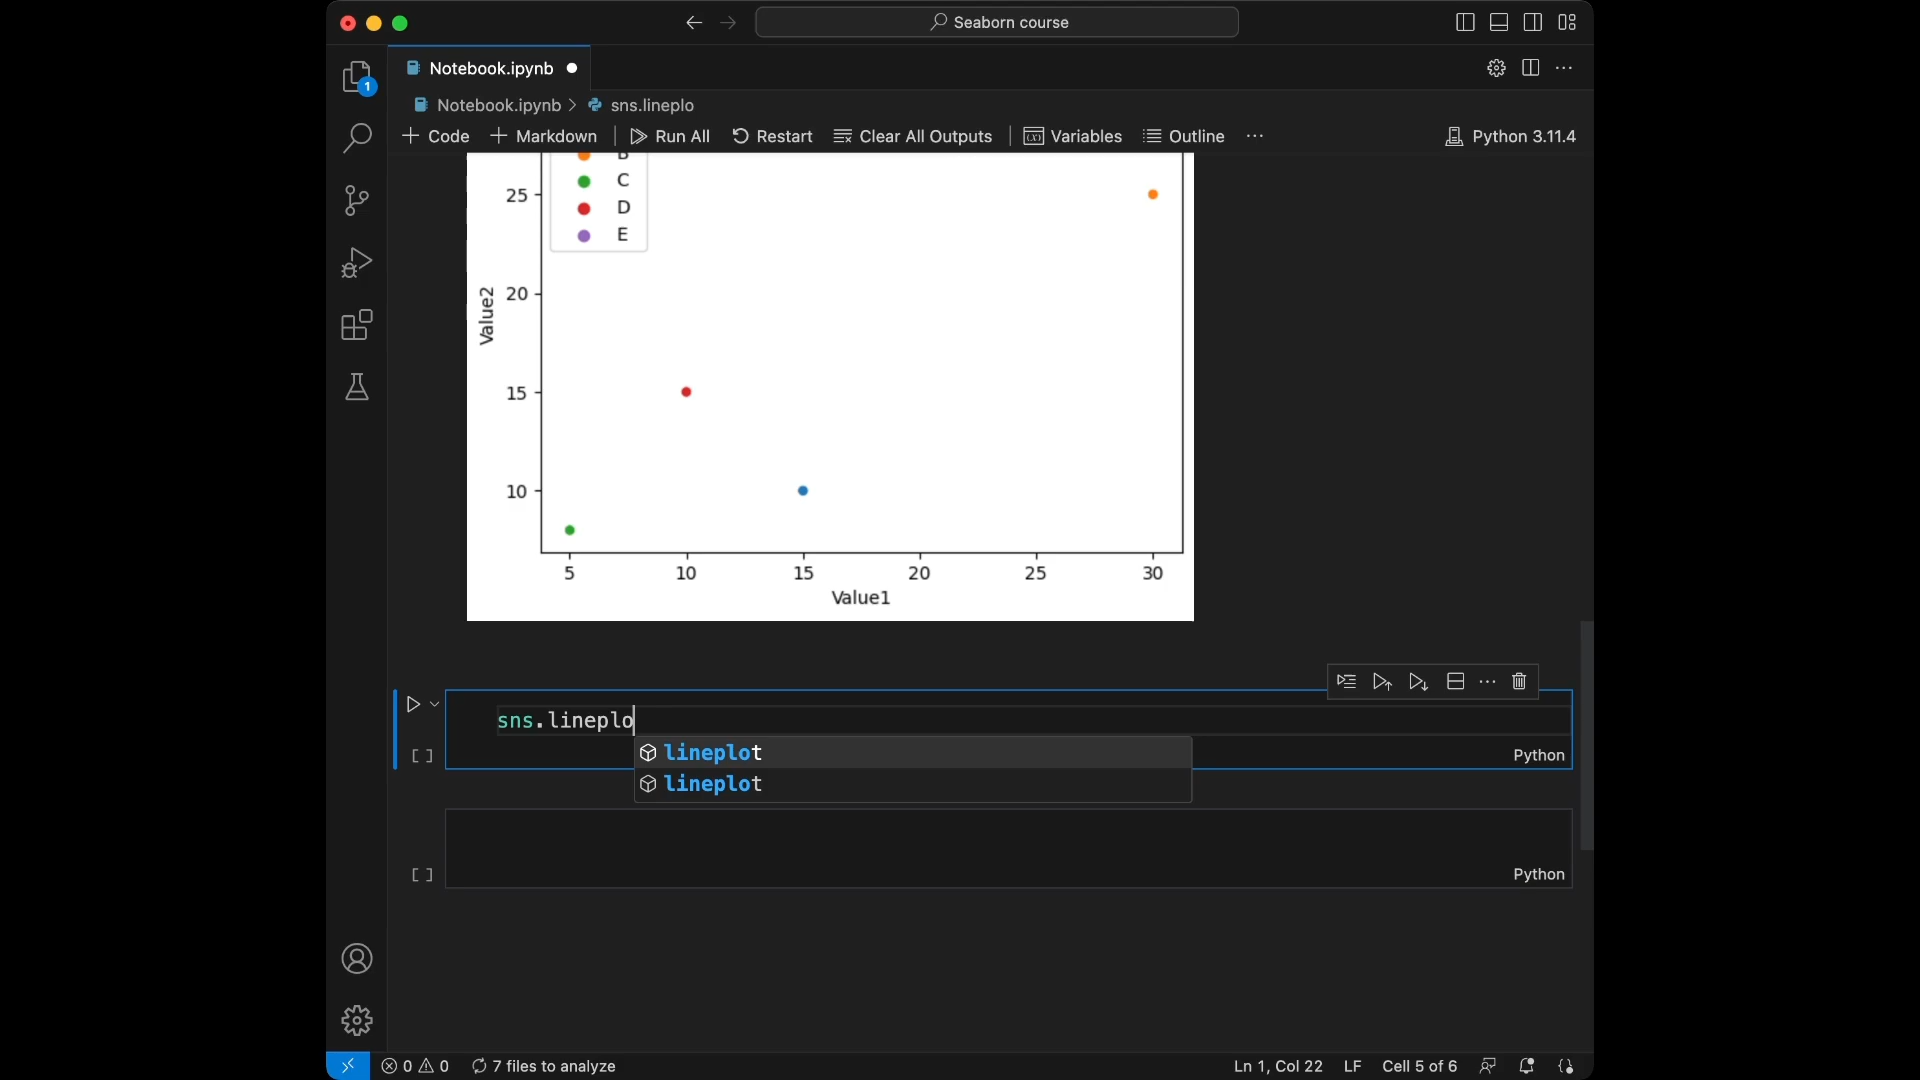 Seaborn course
Notebook.ipynb
1
Notebook.ipynb > sns.lineplo
Code Markdown Run All Restart Clear All Outputs Variables Outline ... Python 3.11.4
B
C
D
E
25
20
15
10
Value2
5 10 15 20 25 30
Value1
sns.lineplo
[ ] Python
lineplot
lineplot
[ ] Python
0 0 7 files to analyze Ln 1, Col 22 LF Cell 5 of 6